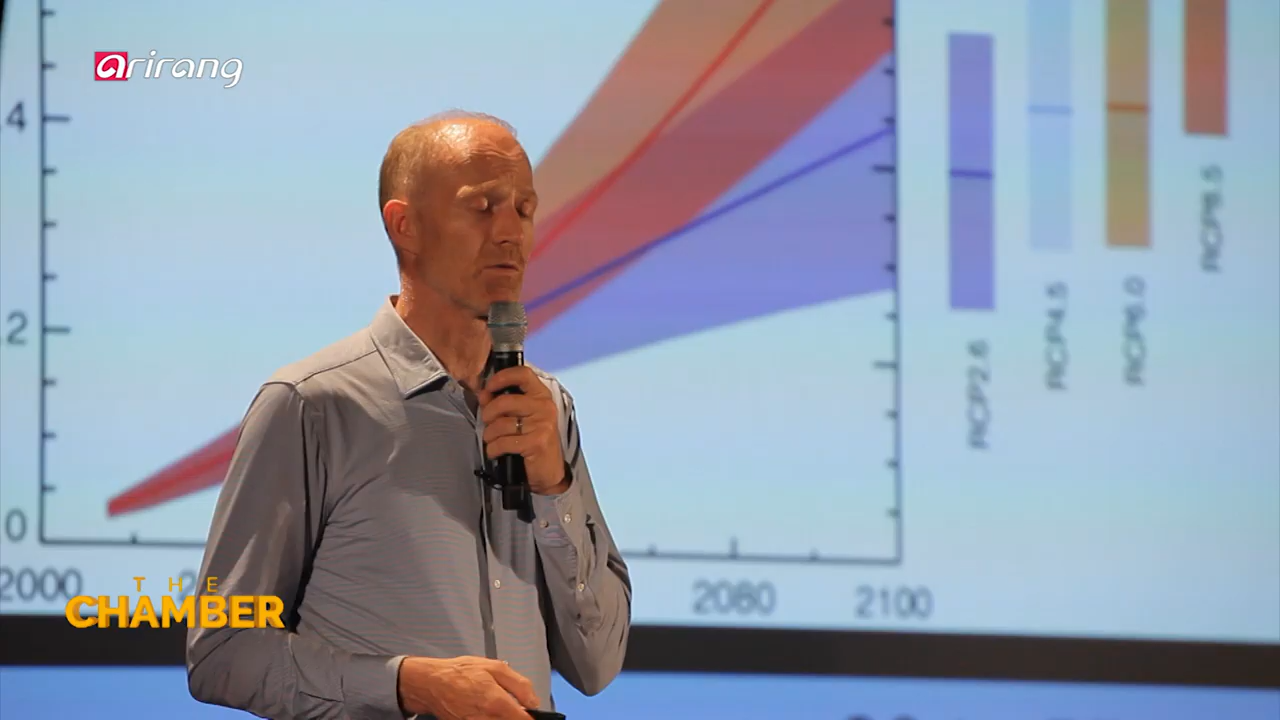 arirang
4
2
0
2000
2080
2100
RCP2.6
RCP4.5
RCP6.0
RCP8.5
THE
CHAMBER